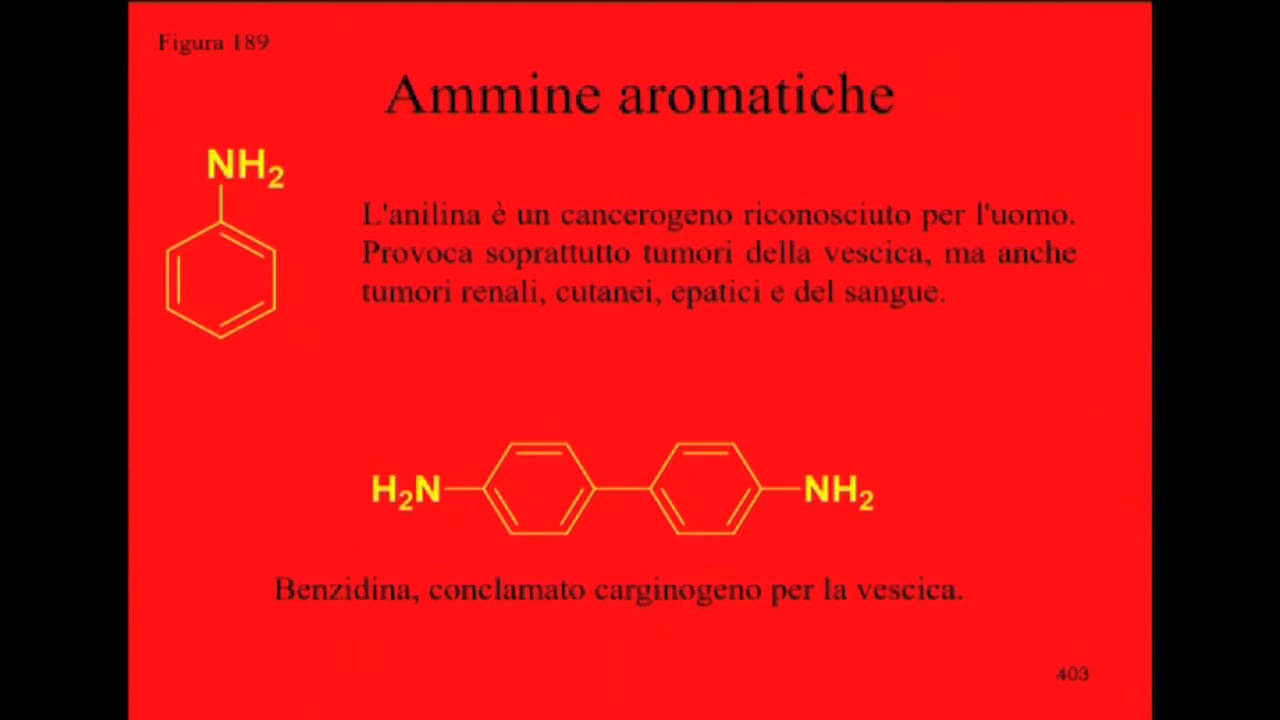 Figura 189
Ammine aromatiche
NH2
L'anilina è un cancerogeno riconosciuto per l'uomo.
Provoca soprattutto tumori della vescica, ma anche
tumori renali, cutanei, epatici e del sangue.
H2N NH2
Benzidina, conclamato carginogeno per la vescica.
403